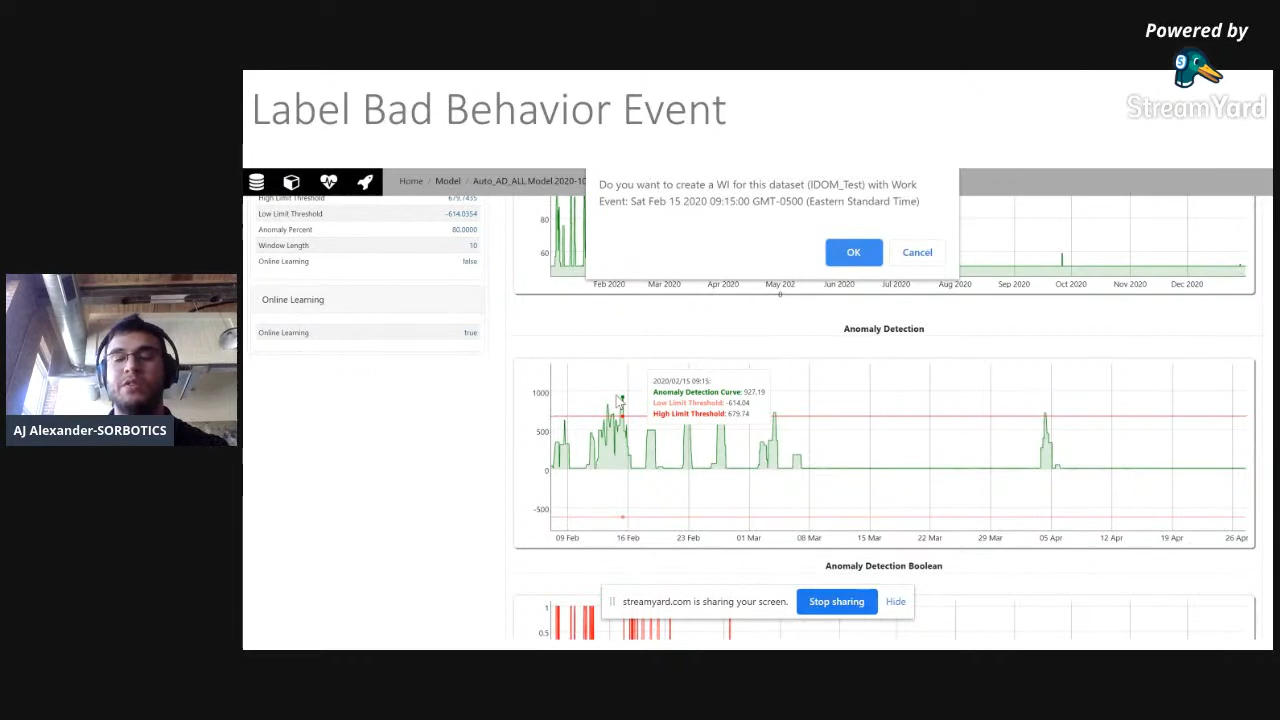 Powered by
StreamYard
Label Bad Behavior Event
Home / Model / Auto_AD_ALL.Model.2020-10
Do you want to create a WI for this dataset (IDOM_Test) with Work
Event: Sat Feb 15 2020 09:15:00 GMT-0500 (Eastern Standard Time)
OK Cancel
High Limit Threshold 679.7435
Low Limit Threshold -614.0354
Anomaly Percent 80.0000
Window Length 10
Online Learning false
Online Learning
Online Learning true
80
60
Feb 2020 Mar 2020 Apr 2020 May 202 Jun 2020 Jul 2020 Aug 2020 Sep 2020 Oct 2020 Nov 2020 Dec 2020
0
Anomaly Detection
2020/02/15 09:15:
Anomaly Detection Curve: 927.19
Low Limit Threshold: -614.04
High Limit Threshold: 679.74
1000
500
0
-500
09 Feb 16 Feb 23 Feb 01 Mar 08 Mar 15 Mar 22 Mar 29 Mar 05 Apr 12 Apr 19 Apr 26 Apr
AJ Alexander-SORBOTICS
Anomaly Detection Boolean
streamyard.com is sharing your screen. Stop sharing Hide
1
0.5